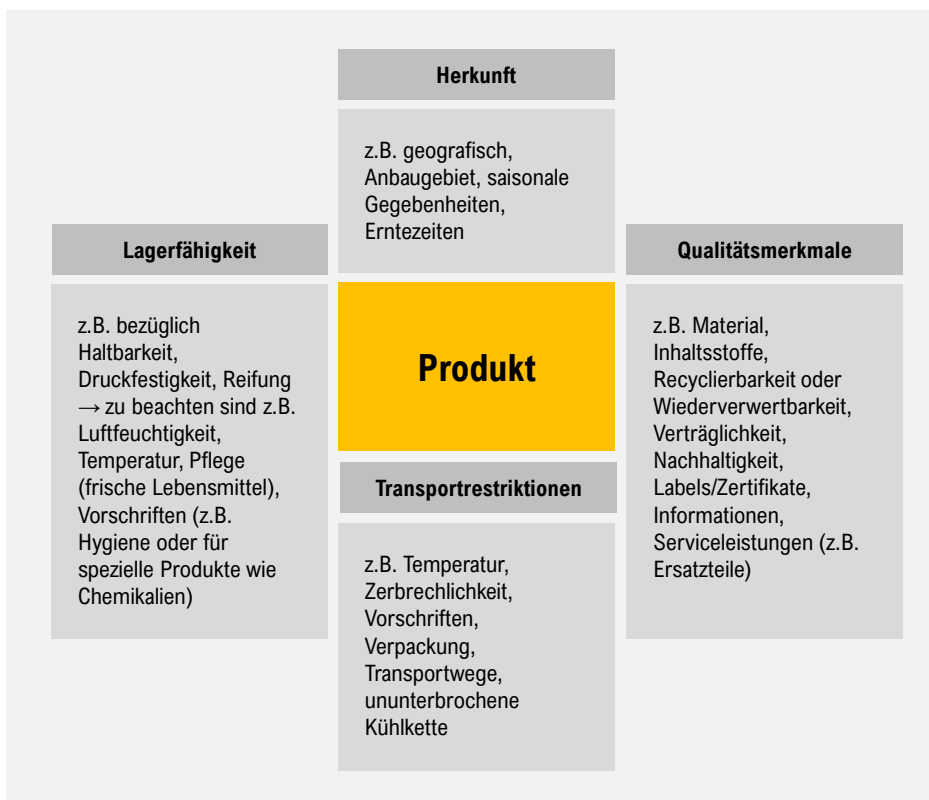 Herkunft
z.B. geografisch,
Anbaugebiet, saisonale
Gegebenheiten,
Erntezeiten
Lagerfähigkeit
z.B. bezüglich
Haltbarkeit,
Druckfestigkeit, Reifung
→ zu beachten sind z.B.
Luftfeuchtigkeit,
Temperatur, Pflege
(frische Lebensmittel),
Vorschriften (z.B.
Hygiene oder für
spezielle Produkte wie
Chemikalien)
Produkt
Qualitätsmerkmale
z.B. Material,
Inhaltsstoffe,
Recyclierbarkeit oder
Wiederverwertbarkeit,
Verträglichkeit,
Nachhaltigkeit,
Labels/Zertifikate,
Informationen,
Serviceleistungen (z.B.
Ersatzteile)
Transportrestriktionen
z.B. Temperatur,
Zerbrechlichkeit,
Vorschriften,
Verpackung,
Transportwege,
ununterbrochene
Kühlkette